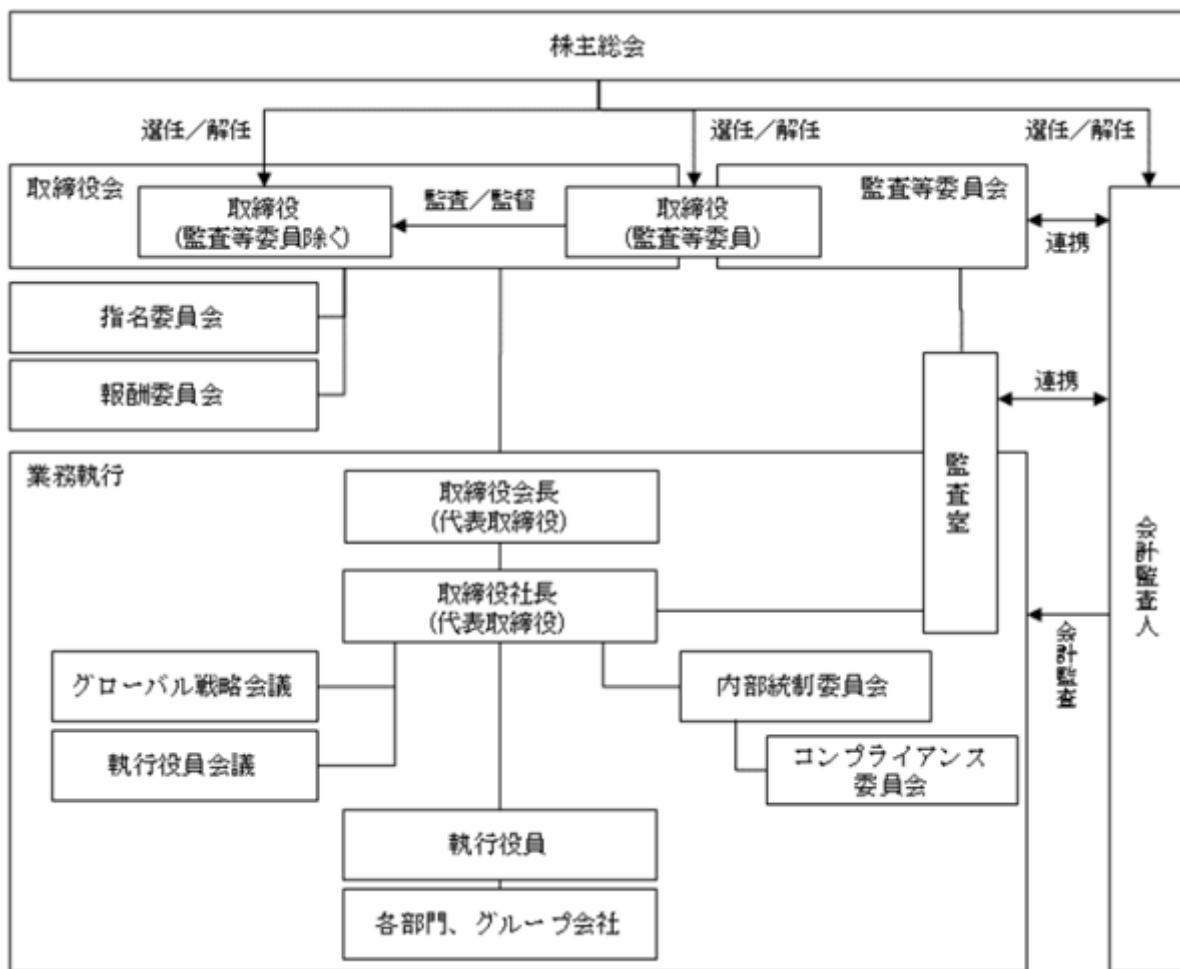 株主総会
選任／解任
選任／解任
選任／解任
取締役会
取締役
(監査等委員除く)
監査／監督
取締役
(監査等委員)
監査等委員会
連携
指名委員会
報酬委員会
連携
監査室
会計監査人
会計監査
業務執行
取締役会長
(代表取締役)
取締役社長
(代表取締役)
グローバル戦略会議
執行役員会議
内部統制委員会
コンプライアンス
委員会
執行役員
各部門、グループ会社